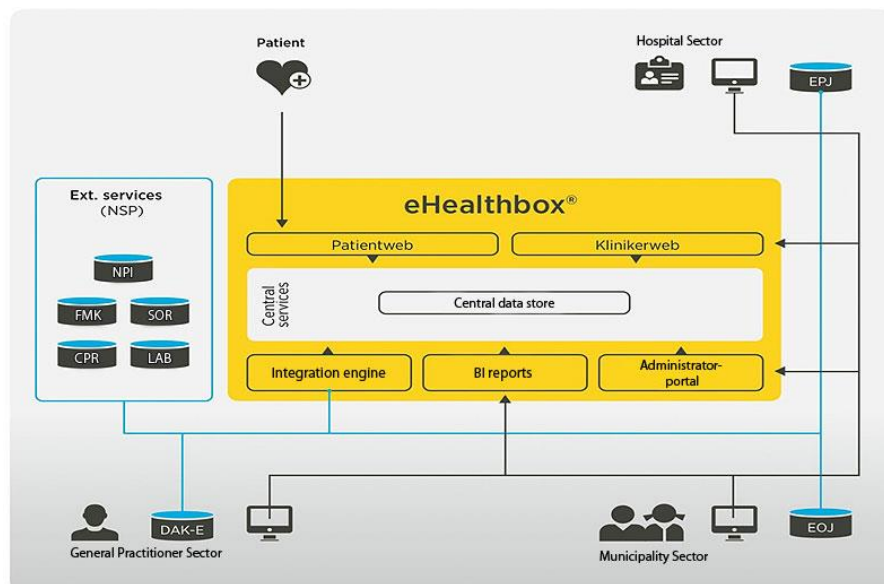 Patient
Hospital Sector
EPJ
Ext. services
(NSP)
NPI
FMK
SOR
CPR
LAB
eHealthbox®
Patientweb
Klinikerweb
Central
services
Central data store
Integration engine
BI reports
Administrator-
portal
DAK-E
General Practitioner Sector
Municipality Sector
EOJ